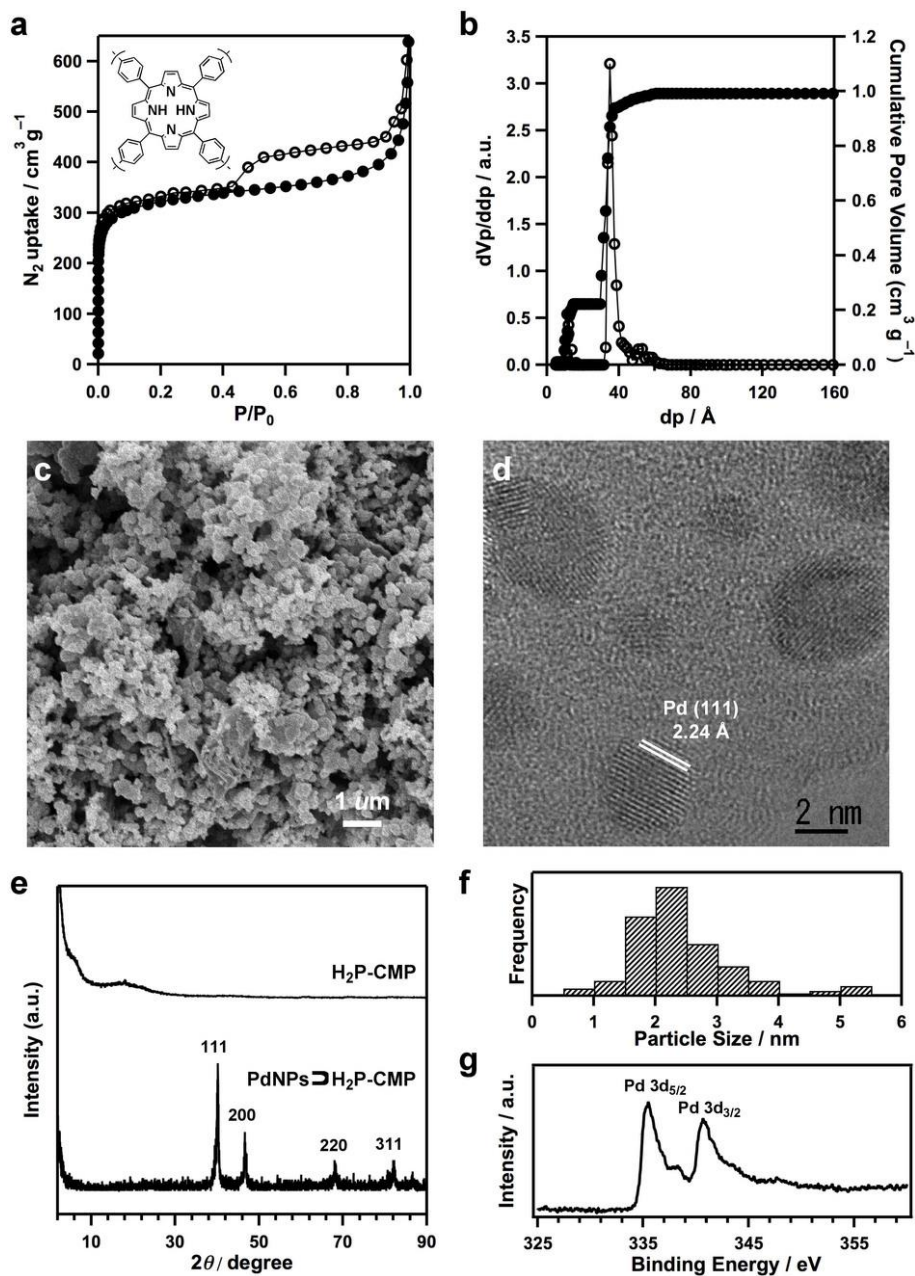 a
N₂ uptake / cm³ g⁻¹
600
500
400
300
200
100
0
0.0 0.2 0.4 0.6 0.8 1.0
P/P₀
N
NH HN
N
b
dVp/ddp / a.u.
3.5
3.0
2.5
2.0
1.5
1.0
0.5
0.0
0 40 80 120 160
dp / Å
1.2
1.0
0.8
0.6
0.4
0.2
0.0
Cumulative Pore Volume (cm³ g⁻¹)
c
1 um
d
Pd (111)
2.24 Å
2 nm
e
Intensity (a.u.)
H₂P-CMP
PdNPs⊃H₂P-CMP
111
200
220
311
10 30 50 70 90
2θ / degree
f
Frequency
0 1 2 3 4 5 6
Particle Size / nm
g
Intensity / a.u.
Pd 3d₅/₂
Pd 3d₃/₂
325 335 345 355
Binding Energy / eV